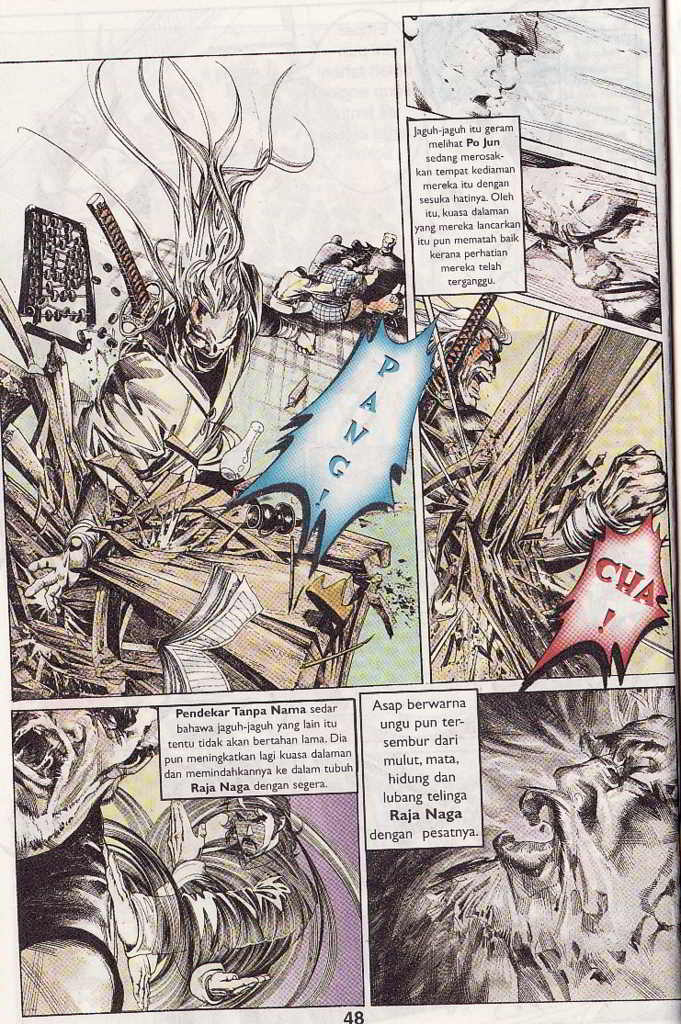 Jaguh-jaguh itu geram
melihat Po Jun
sedang merosak-
kan tempat kediaman
mereka itu dengan
sesuka hatinya. Oleh
itu, kuasa dalaman
yang mereka lancarkan
itu pun mematah baik
kerana perhatian
mereka telah
terganggu.
PANG!
CHA
!
Pendekar Tanpa Nama sedar
bahawa jaguh-jaguh yang lain itu
tentu tidak akan bertahan lama. Dia
pun meningkatkan lagi kuasa dalaman
dan memindahkannya ke dalam tubuh
Raja Naga dengan segera.
Asap berwarna
ungu pun ter-
sembur dari
mulut, mata,
hidung dan
lubang telinga
Raja Naga
dengan pesatnya.
48